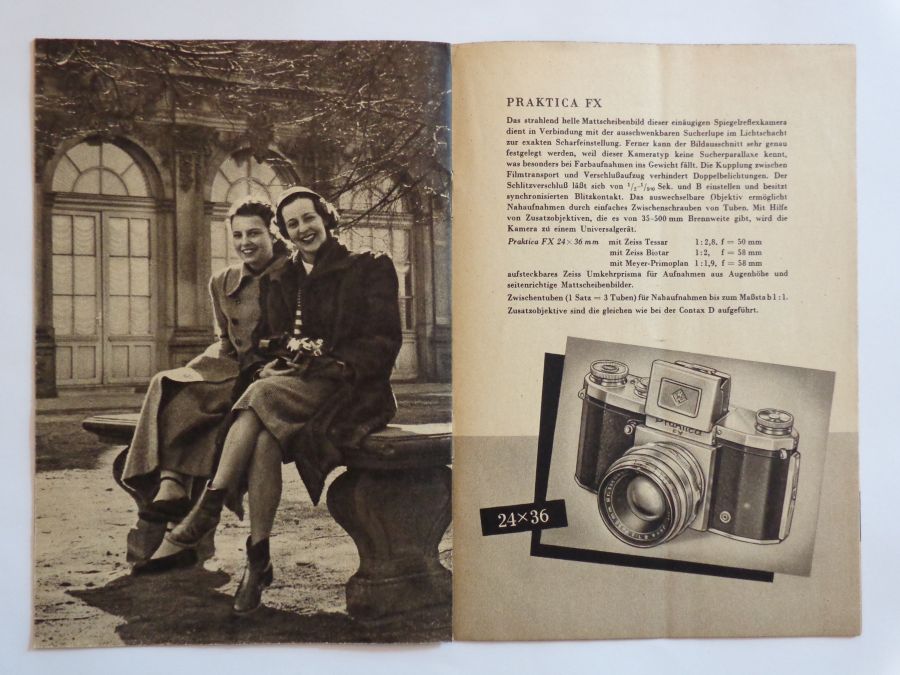 PRAKTICA FX
Das strahlend helle Mattscheibenbild dieser einäugigen Spiegelreflexkamera
dient in Verbindung mit der ausschwenkbaren Sucherlupe im Lichtschacht
zur exakten Scharfeinstellung. Ferner kann der Bildausschnitt sehr genau
festgelegt werden, weil dieser Kameratyp keine Sucherparallaxe kennt,
was besonders bei Farbaufnahmen ins Gewicht fällt. Die Kupplung zwischen
Filmtransport und Verschlußaufzug verhindert Doppelbelichtungen. Der
Schlitzverschluß läßt sich von 1/2–1/500 Sek. und B einstellen und besitzt
synchronisierten Blitzkontakt. Das auswechselbare Objektiv ermöglicht
Nahaufnahmen durch einfaches Zwischenschrauben von Tuben. Mit Hilfe
von Zusatzobjektiven, die es von 35–500 mm Brennweite gibt, wird die
Kamera zu einem Universalgerät.
Praktica FX 24×36 mm mit Zeiss Tessar 1:2,8, f = 50 mm
mit Zeiss Biotar 1:2, f = 58 mm
mit Meyer-Primoplan 1:1,9, f = 58 mm
aufsteckbares Zeiss Umkehrprisma für Aufnahmen aus Augenhöhe und
seitenrichtige Mattscheibenbilder.
Zwischentuben (1 Satz = 3 Tuben) für Nahaufnahmen bis zum Maßstab 1:1.
Zusatzobjektive sind die gleichen wie bei der Contax D aufgeführt.
Praktica
FX
24×36